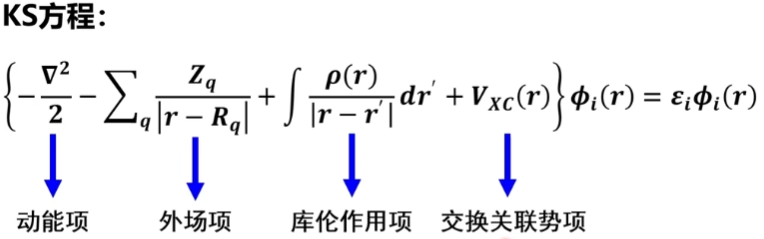 KS方程：
{-∇²/2 - ∑_q Z_q/|r - R_q| + ∫ ρ(r)/|r - r′| dr′ + V_XC(r)} ϕ_i(r) = ε_i ϕ_i(r)
动能项 外场项 库伦作用项 交换关联势项